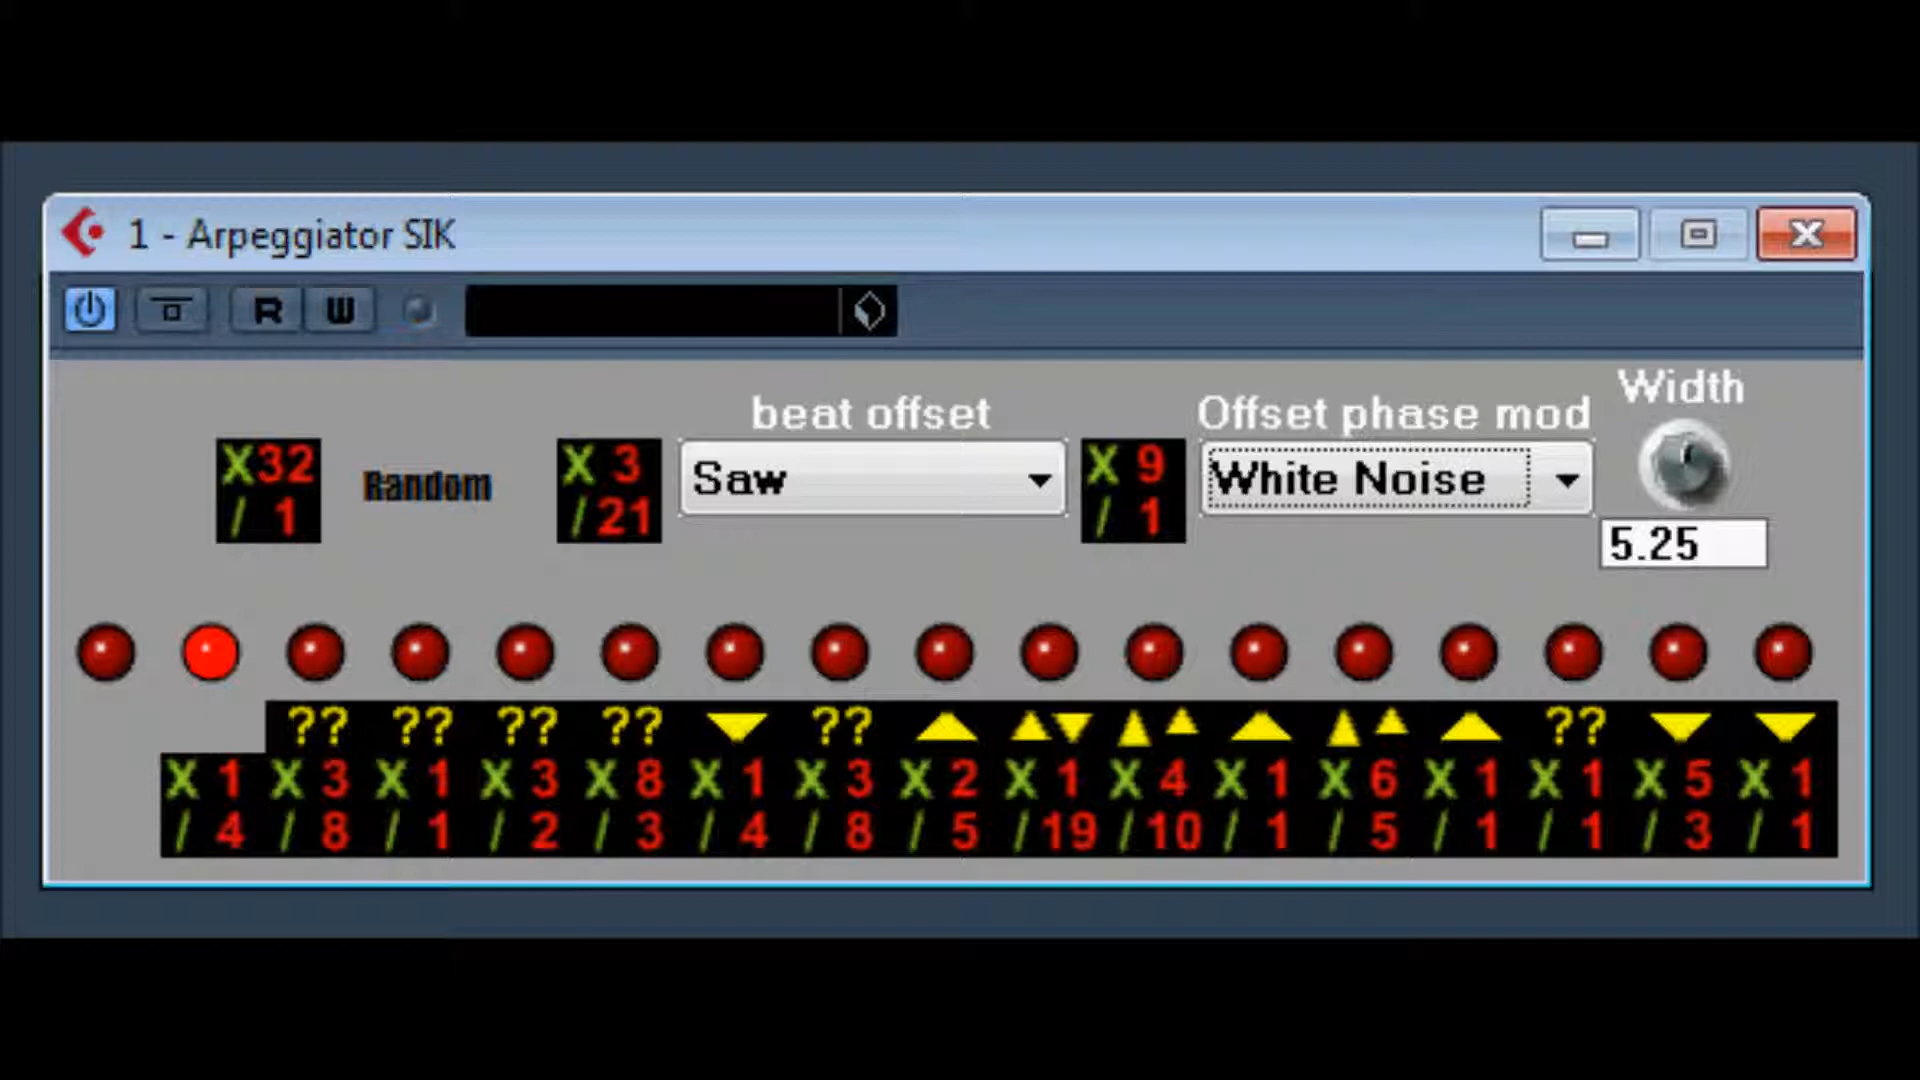 1 - Arpeggiator SIK
R W
Width
beat offset Offset phase mod
X32 Random X 3 Saw X 9 White Noise
/ 1 / 21 / 1
5.25
?? ?? ?? ?? ?? ??
X 1 X 3 X 1 X 3 X 8 X 1 X 3 X 2 X 1 X 4 X 1 X 6 X 1 X 1 X 5 X 1
/ 4 / 8 / 1 / 2 / 3 / 4 / 8 / 5 / 19 / 10 / 1 / 5 / 1 / 1 / 3 / 1